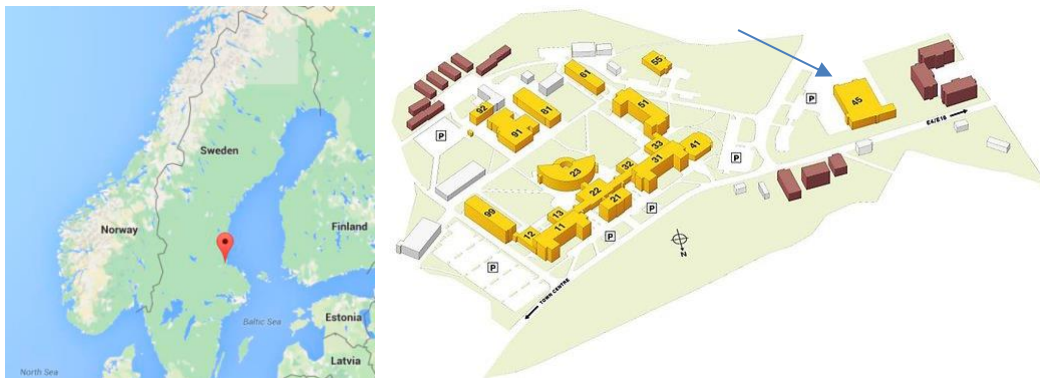 Sweden
Norway
Finland
Baltic Sea
Estonia
Latvia
North Sea
55
61
P
45
92
81
51
E4/E16
P
91
33
41
32
31
P
23
22
21
P
99
13
12
11
P
N
P
TOWN CENTRE